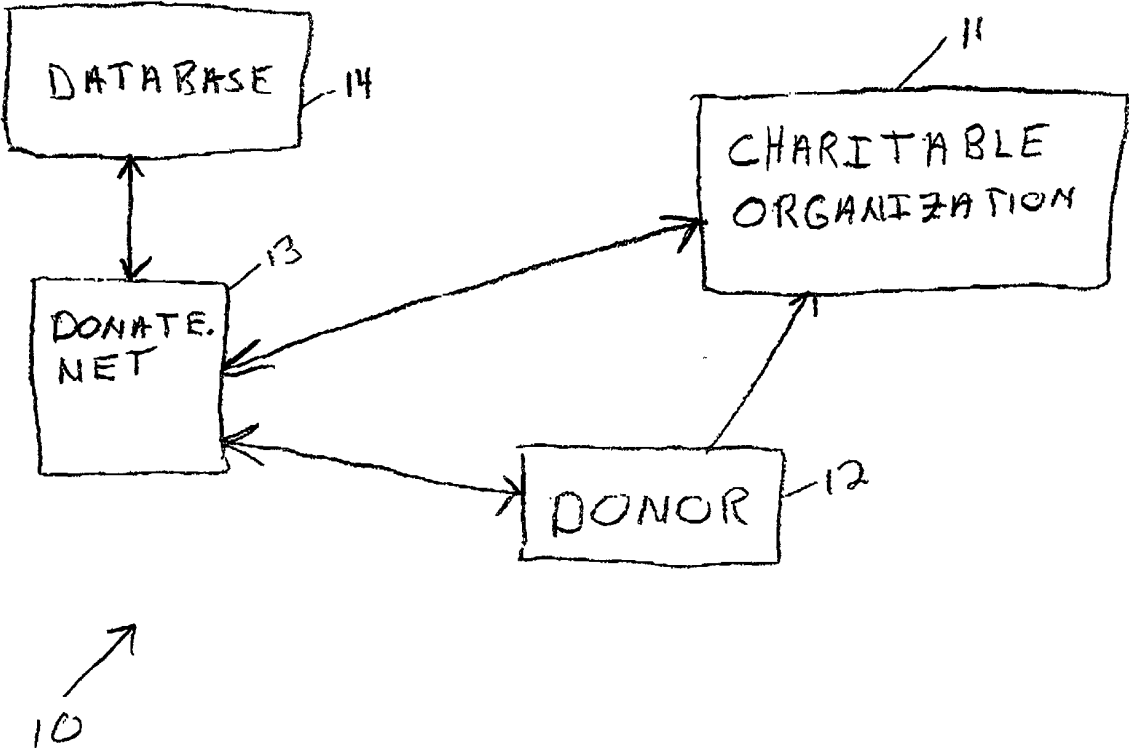 DATABASE
14
11
CHARITABLE
ORGANIZATION
13
DONATE.
NET
DONOR
12
10